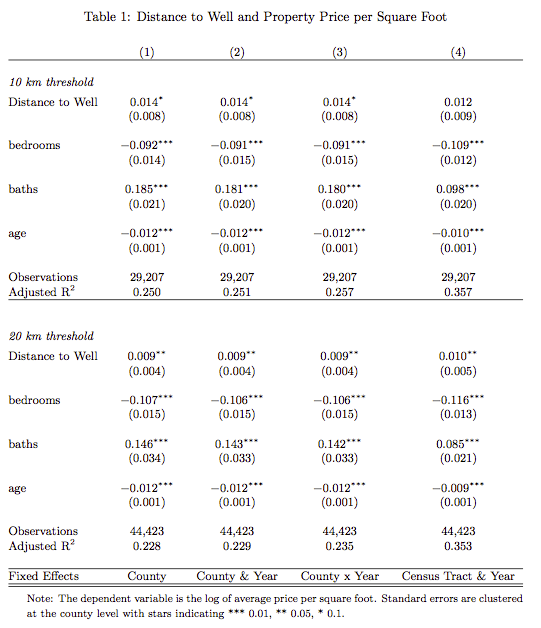 Table 1: Distance to Well and Property Price per Square Foot
(1) (2) (3) (4)
10 km threshold
Distance to Well 0.014* 0.014* 0.014* 0.012
(0.008) (0.008) (0.008) (0.009)
bedrooms −0.092*** −0.091*** −0.091*** −0.109***
(0.014) (0.015) (0.015) (0.012)
baths 0.185*** 0.181*** 0.180*** 0.098***
(0.021) (0.020) (0.020) (0.020)
age −0.012*** −0.012*** −0.012*** −0.010***
(0.001) (0.001) (0.001) (0.001)
Observations 29,207 29,207 29,207 29,207
Adjusted R² 0.250 0.251 0.257 0.357
20 km threshold
Distance to Well 0.009** 0.009** 0.009** 0.010**
(0.004) (0.004) (0.004) (0.005)
bedrooms −0.107*** −0.106*** −0.106*** −0.116***
(0.015) (0.015) (0.015) (0.013)
baths 0.146*** 0.143*** 0.142*** 0.085***
(0.034) (0.033) (0.033) (0.021)
age −0.012*** −0.012*** −0.012*** −0.009***
(0.001) (0.001) (0.001) (0.001)
Observations 44,423 44,423 44,423 44,423
Adjusted R² 0.228 0.229 0.235 0.353
Fixed Effects County County & Year County x Year Census Tract & Year
Note: The dependent variable is the log of average price per square foot. Standard errors are clustered
at the county level with stars indicating *** 0.01, ** 0.05, * 0.1.